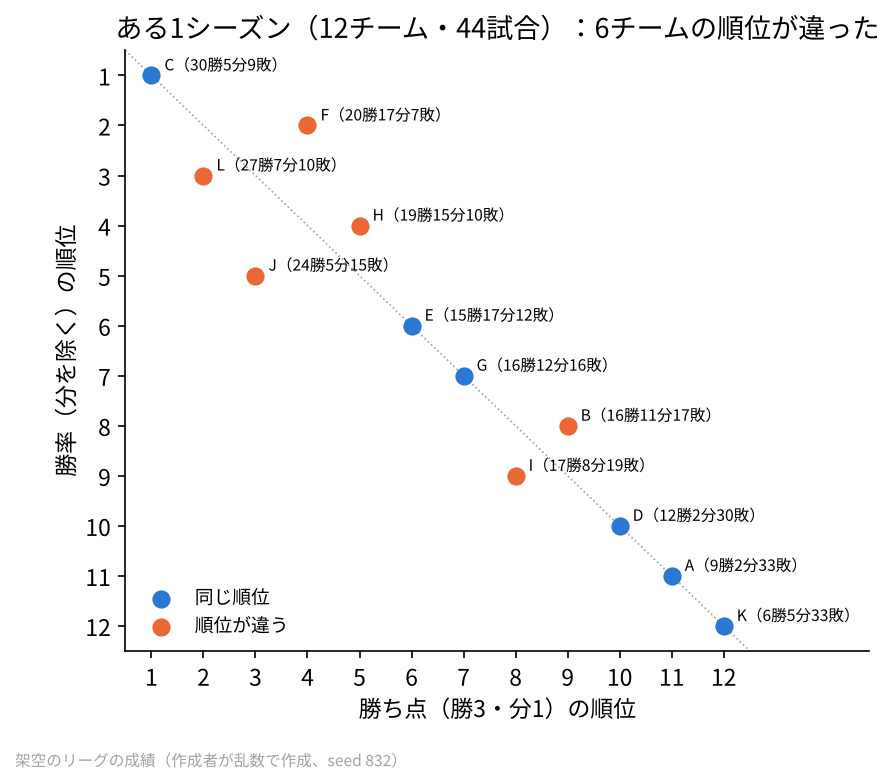 ある1シーズン（12チーム・44試合）：6チームの順位が違った
勝率（分を除く）の順位
1
2
3
4
5
6
7
8
9
10
11
12
C（30勝5分9敗）
F（20勝17分7敗）
L（27勝7分10敗）
H（19勝15分10敗）
J（24勝5分15敗）
E（15勝17分12敗）
G（16勝12分16敗）
B（16勝11分17敗）
I（17勝8分19敗）
D（12勝2分30敗）
A（9勝2分33敗）
K（6勝5分33敗）
同じ順位
順位が違う
1 2 3 4 5 6 7 8 9 10 11 12
勝ち点（勝3・分1）の順位
架空のリーグの成績（作成者が乱数で作成、seed 832）